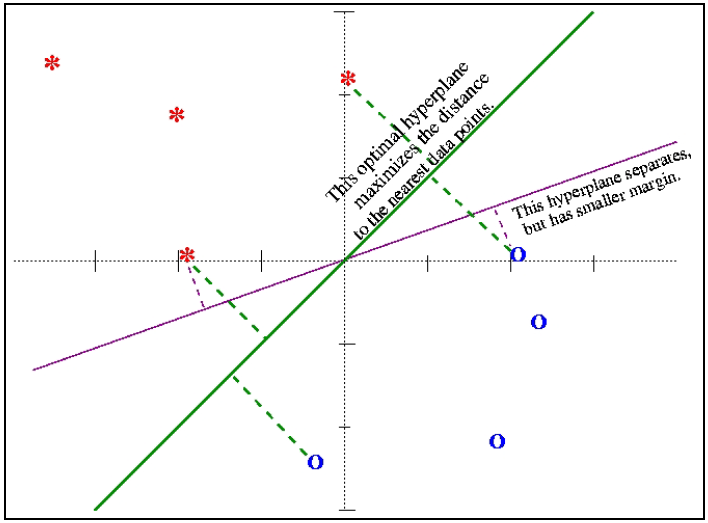 This optimal hyperplane
maximizes the distance
to the nearest data points.
This hyperplane separates,
but has smaller margin.